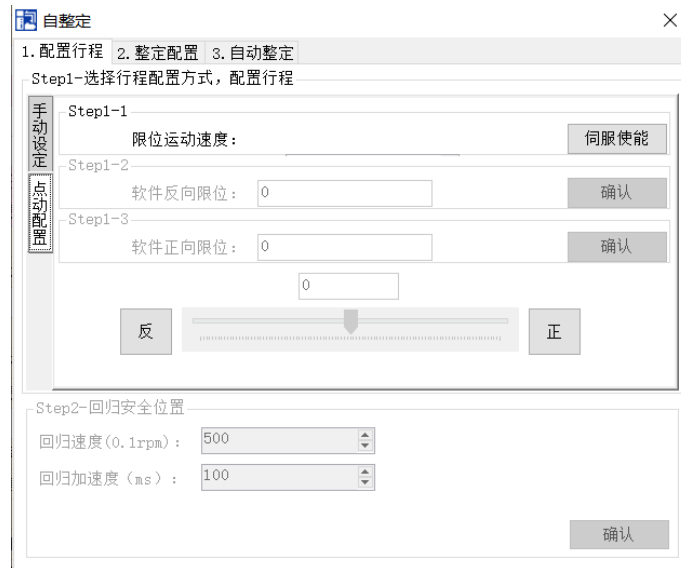 自整定
1.配置行程 2.整定配置 3.自动整定
Step1-选择行程配置方式，配置行程
手动设定
点动配置
Step1-1
限位运动速度： 伺服使能
Step1-2
软件反向限位： 0 确认
Step1-3
软件正向限位： 0 确认
0
反 正
Step2-回归安全位置
回归速度(0.1rpm)： 500
回归加速度（ms）： 100
确认